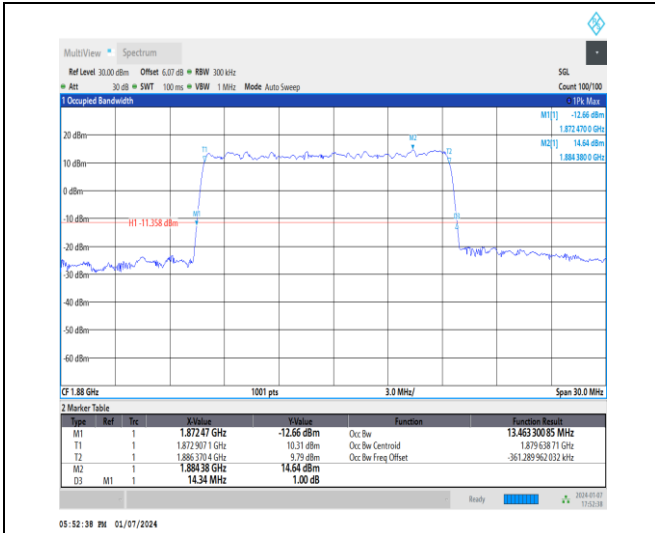 MultiView Spectrum
Ref Level 30.00 dBm Offset 6.07 dB RBW 300 kHz SGL
Att 30 dB SWT 100 ms VBW 1 MHz Mode Auto Sweep Count 100/100
1 Occupied Bandwidth 1Pk Max
M1[1] -12.66 dBm
1.872 470 0 GHz
M2[1] 14.64 dBm
1.884 380 0 GHz
20 dBm
M2
T1
T2
10 dBm
0 dBm
-10 dBm
M1
H1 -11.358 dBm
-20 dBm
-30 dBm
-40 dBm
-50 dBm
-60 dBm
CF 1.88 GHz 1001 pts 3.0 MHz/ Span 30.0 MHz
2 Marker Table
Type Ref Trc X-Value Y-Value Function Function Result
M1 1 1.872 47 GHz -12.66 dBm Occ Bw 13.463 300 85 MHz
T1 1 1.872 907 1 GHz 10.31 dBm Occ Bw Centroid 1.879 638 71 GHz
T2 1 1.886 370 4 GHz 9.79 dBm Occ Bw Freq Offset -361.289 962 032 kHz
M2 1 1.884 38 GHz 14.64 dBm
D3 M1 1 14.34 MHz 1.00 dB
Ready 2024-01-07
17:52:38
05:52:38 PM 01/07/2024